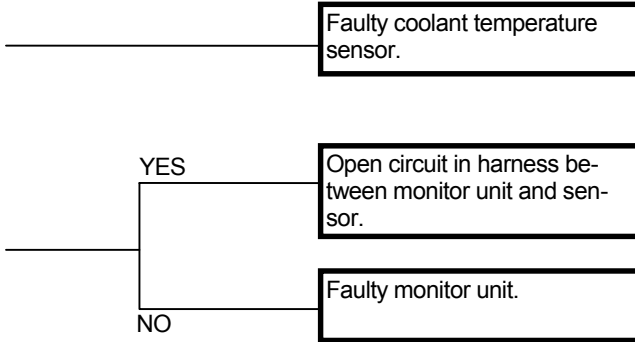 Faulty coolant temperature
sensor.
YES
Open circuit in harness be-
tween monitor unit and sen-
sor.
Faulty monitor unit.
NO